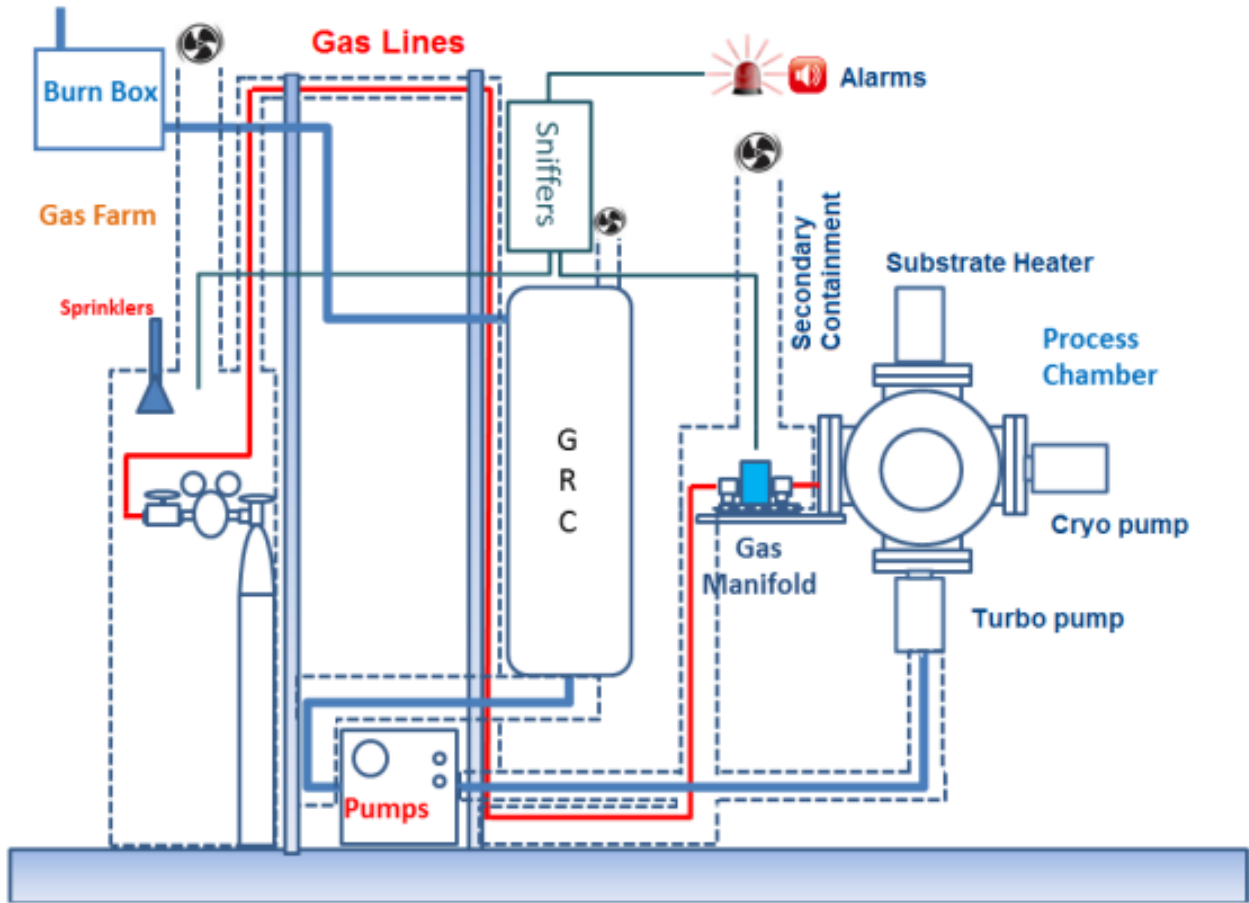 Gas Lines
Burn Box
Alarms
Sniffers
Gas Farm
Secondary
Containment
Substrate Heater
Sprinklers
Process
Chamber
G
R
C
Cryo pump
Gas
Manifold
Turbo pump
Pumps